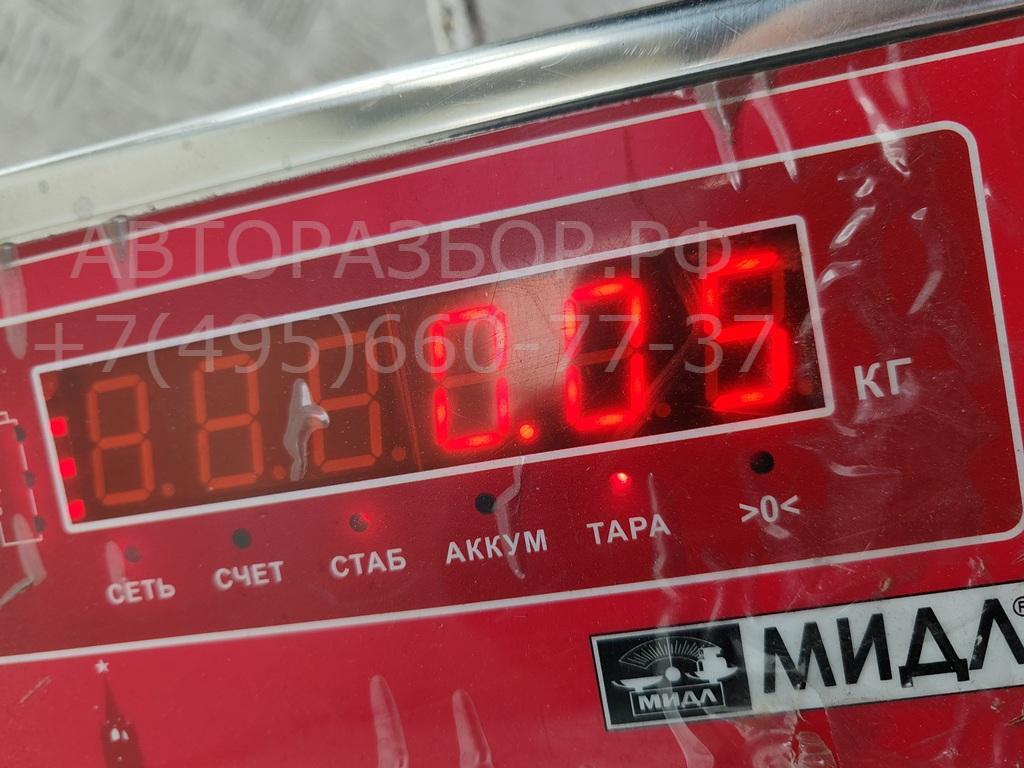 АВТОРАЗБОР.РФ
+7(495)660-77-37
0.05
КГ
СЕТЬ СЧЕТ СТАБ АККУМ ТАРА >0<
МИДЛ МИДЛ®